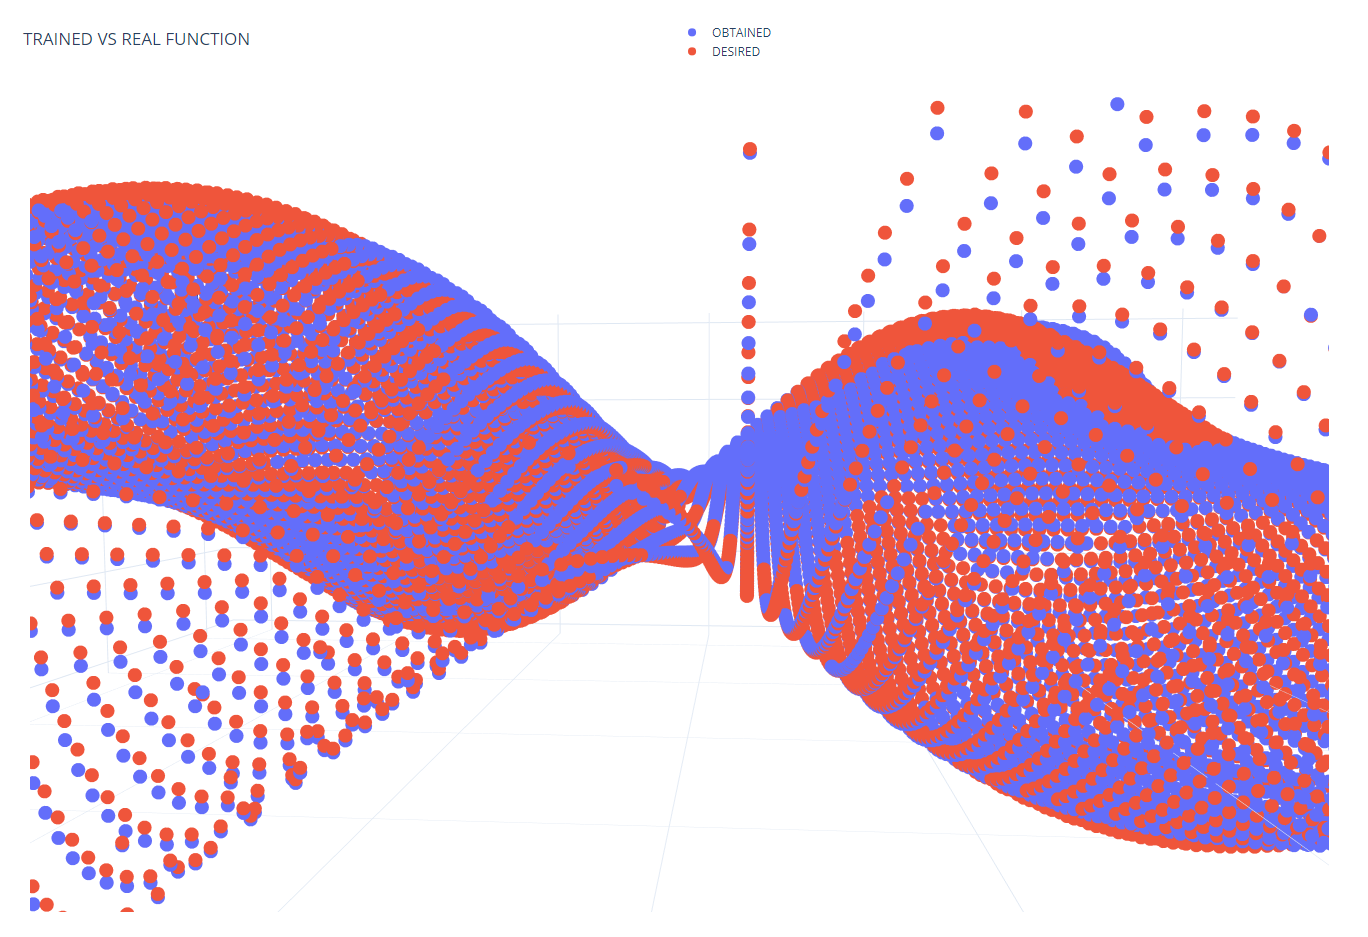 TRAINED VS REAL FUNCTION
OBTAINED
DESIRED